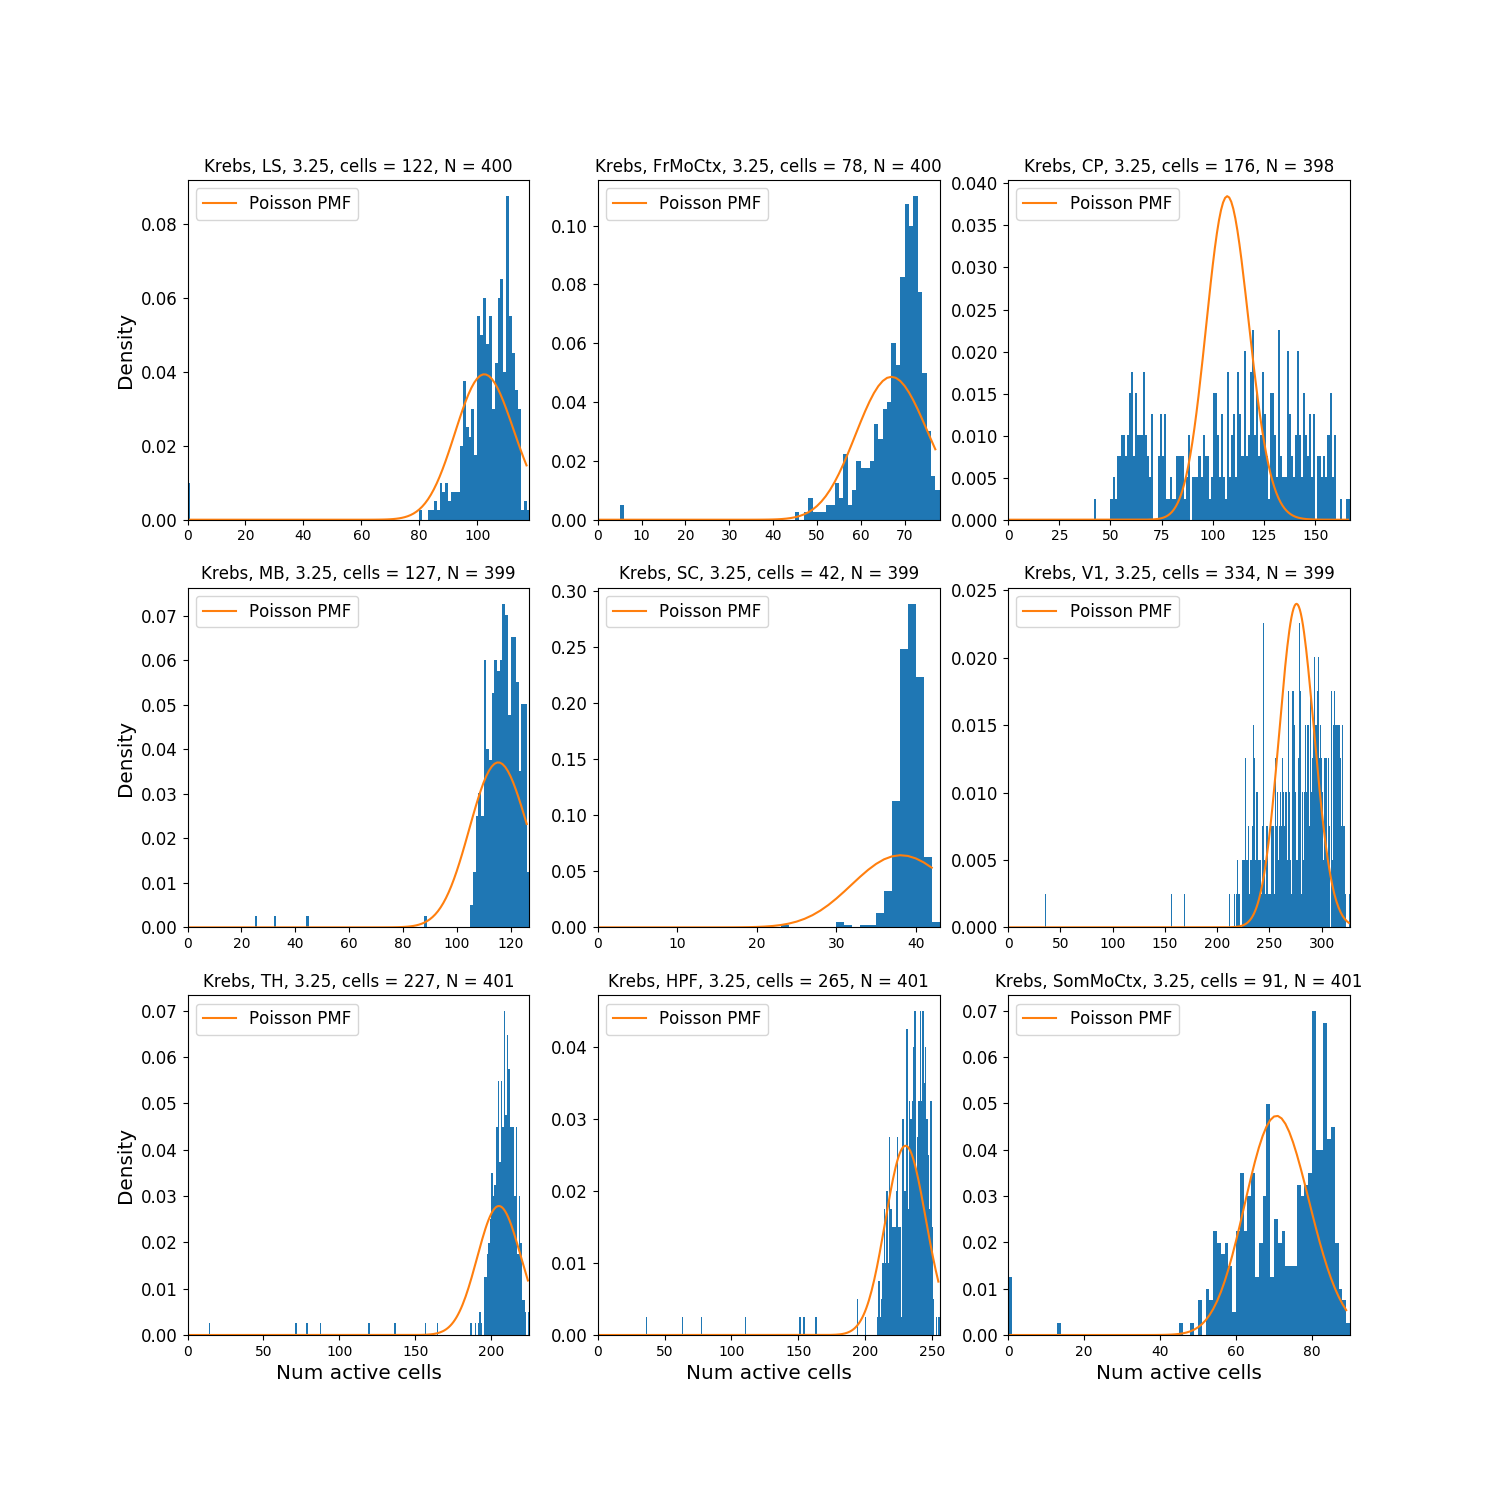 Krebs, LS, 3.25, cells = 122, N = 400
Krebs, FrMoCtx, 3.25, cells = 78, N = 400
Krebs, CP, 3.25, cells = 176, N = 398
Poisson PMF
Poisson PMF
Poisson PMF
Density
0.08
0.06
0.04
0.02
0.00
0 20 40 60 80 100
0.10
0.08
0.06
0.04
0.02
0.00
0 10 20 30 40 50 60 70
0.040
0.035
0.030
0.025
0.020
0.015
0.010
0.005
0.000
0 25 50 75 100 125 150
Krebs, MB, 3.25, cells = 127, N = 399
Krebs, SC, 3.25, cells = 42, N = 399
Krebs, V1, 3.25, cells = 334, N = 399
Poisson PMF
Poisson PMF
Poisson PMF
Density
0.07
0.06
0.05
0.04
0.03
0.02
0.01
0.00
0 20 40 60 80 100 120
0.30
0.25
0.20
0.15
0.10
0.05
0.00
0 10 20 30 40
0.025
0.020
0.015
0.010
0.005
0.000
0 50 100 150 200 250 300
Krebs, TH, 3.25, cells = 227, N = 401
Krebs, HPF, 3.25, cells = 265, N = 401
Krebs, SomMoCtx, 3.25, cells = 91, N = 401
Poisson PMF
Poisson PMF
Poisson PMF
Density
0.07
0.06
0.05
0.04
0.03
0.02
0.01
0.00
0 50 100 150 200
Num active cells
0.04
0.03
0.02
0.01
0.00
0 50 100 150 200 250
Num active cells
0.07
0.06
0.05
0.04
0.03
0.02
0.01
0.00
0 20 40 60 80
Num active cells